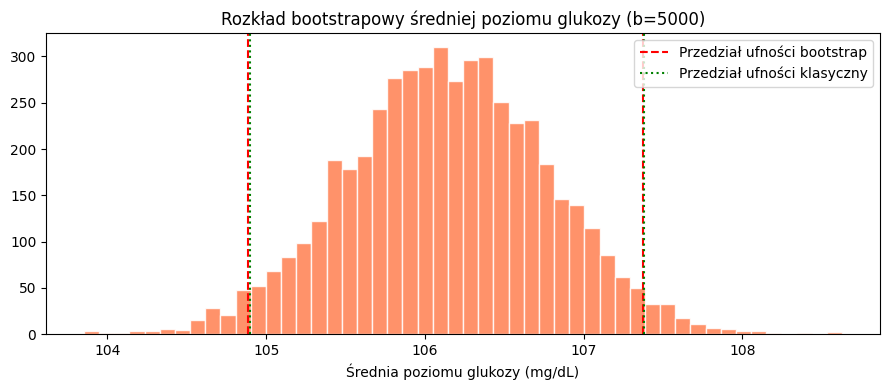 Rozkład bootstrapowy średniej poziomu glukozy (b=5000)
300
250
200
150
100
50
0
Przedział ufności bootstrap
Przedział ufności klasyczny
104 105 106 107 108
Średnia poziomu glukozy (mg/dL)